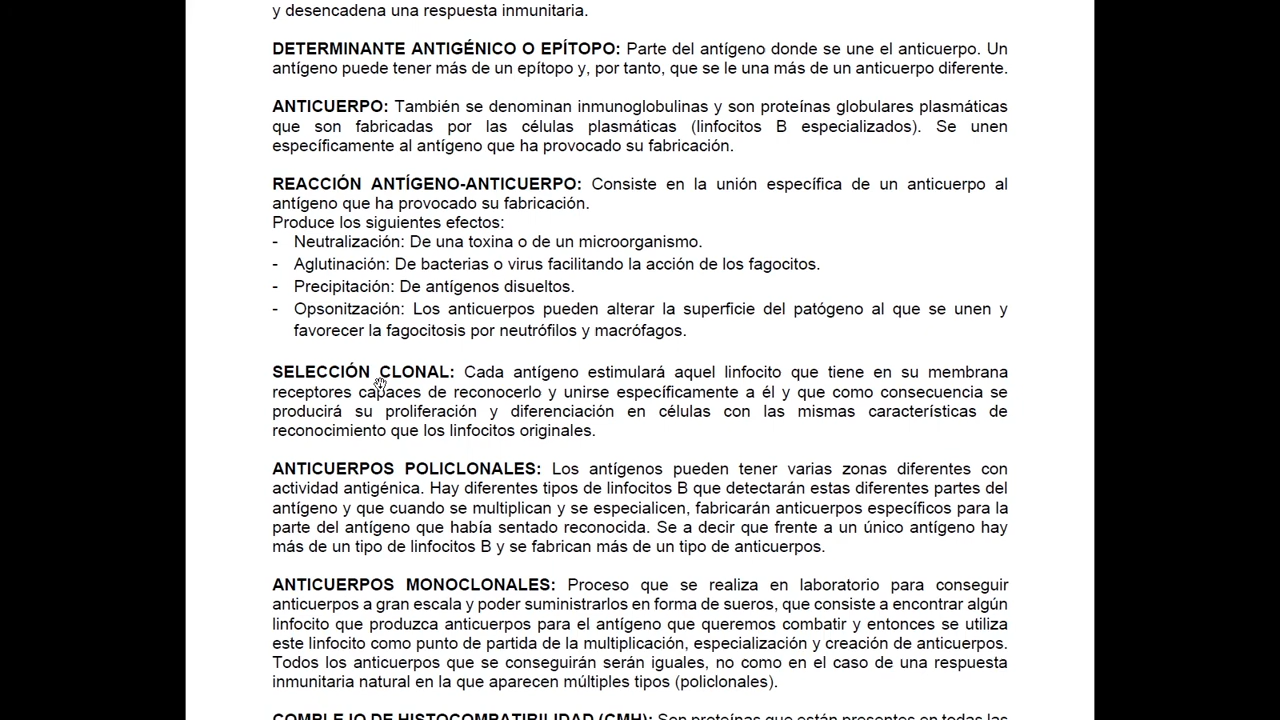 y desencadena una respuesta inmunitaria.
DETERMINANTE ANTIGÉNICO O EPÍTOPO: Parte del antígeno donde se une el anticuerpo. Un
antígeno puede tener más de un epítopo y, por tanto, que se le una más de un anticuerpo diferente.
ANTICUERPO: También se denominan inmunoglobulinas y son proteínas globulares plasmáticas
que son fabricadas por las células plasmáticas (linfocitos B especializados). Se unen
específicamente al antígeno que ha provocado su fabricación.
REACCIÓN ANTÍGENO-ANTICUERPO: Consiste en la unión específica de un anticuerpo al
antígeno que ha provocado su fabricación.
Produce los siguientes efectos:
- Neutralización: De una toxina o de un microorganismo.
- Aglutinación: De bacterias o virus facilitando la acción de los fagocitos.
- Precipitación: De antígenos disueltos.
- Opsonitzación: Los anticuerpos pueden alterar la superficie del patógeno al que se unen y
favorecer la fagocitosis por neutrófilos y macrófagos.
SELECCIÓN CLONAL: Cada antígeno estimulará aquel linfocito que tiene en su membrana
receptores capaces de reconocerlo y unirse específicamente a él y que como consecuencia se
producirá su proliferación y diferenciación en células con las mismas características de
reconocimiento que los linfocitos originales.
ANTICUERPOS POLICLONALES: Los antígenos pueden tener varias zonas diferentes con
actividad antigénica. Hay diferentes tipos de linfocitos B que detectarán estas diferentes partes del
antígeno y que cuando se multiplican y se especialicen, fabricarán anticuerpos específicos para la
parte del antígeno que había sentado reconocida. Se a decir que frente a un único antígeno hay
más de un tipo de linfocitos B y se fabrican más de un tipo de anticuerpos.
ANTICUERPOS MONOCLONALES: Proceso que se realiza en laboratorio para conseguir
anticuerpos a gran escala y poder suministrarlos en forma de sueros, que consiste a encontrar algún
linfocito que produzca anticuerpos para el antígeno que queremos combatir y entonces se utiliza
este linfocito como punto de partida de la multiplicación, especialización y creación de anticuerpos.
Todos los anticuerpos que se conseguirán serán iguales, no como en el caso de una respuesta
inmunitaria natural en la que aparecen múltiples tipos (policlonales).
COMPLEJO DE HISTOCOMPATIBILIDAD (CMH): Son proteínas que están presentes en todas las